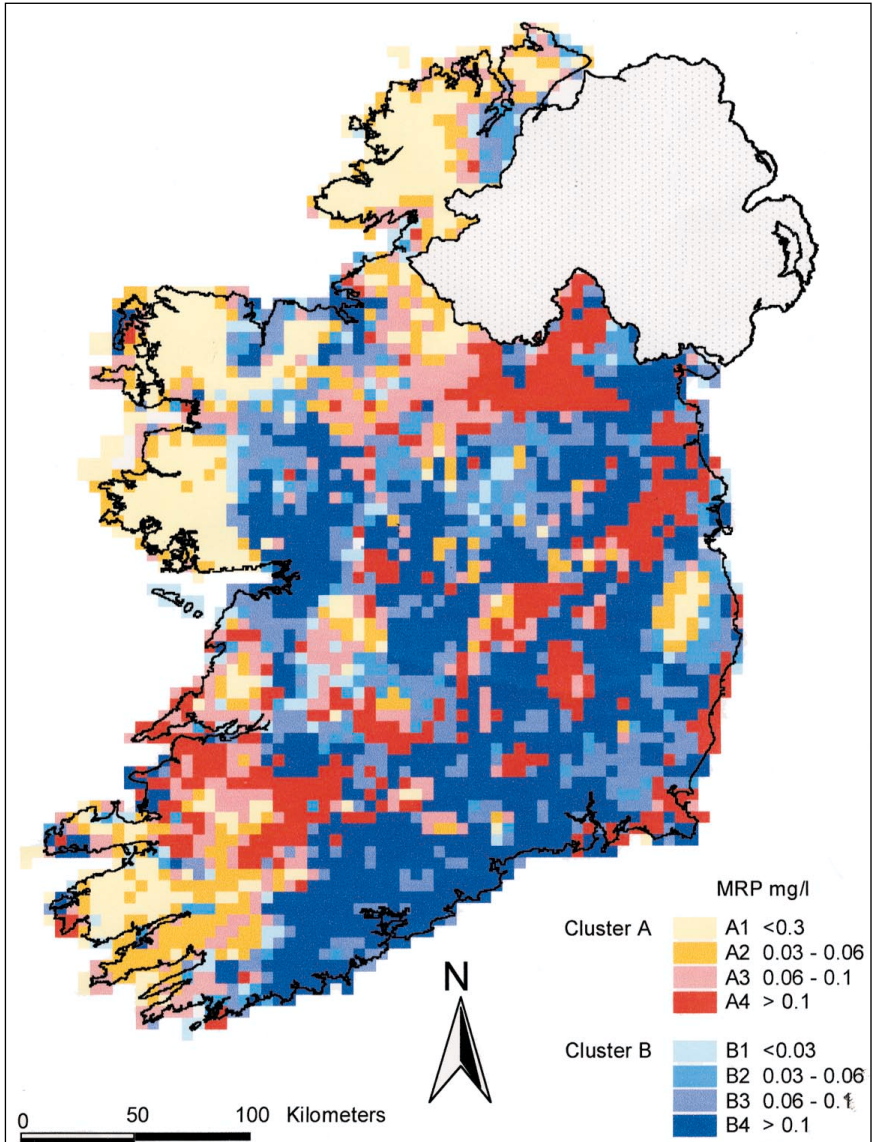 N
MRP mg/l
Cluster A
A1 <0.3
A2 0.03 - 0.06
A3 0.06 - 0.1
A4 > 0.1
Cluster B
B1 <0.03
B2 0.03 - 0.06
B3 0.06 - 0.1
B4 > 0.1
0 50 100 Kilometers